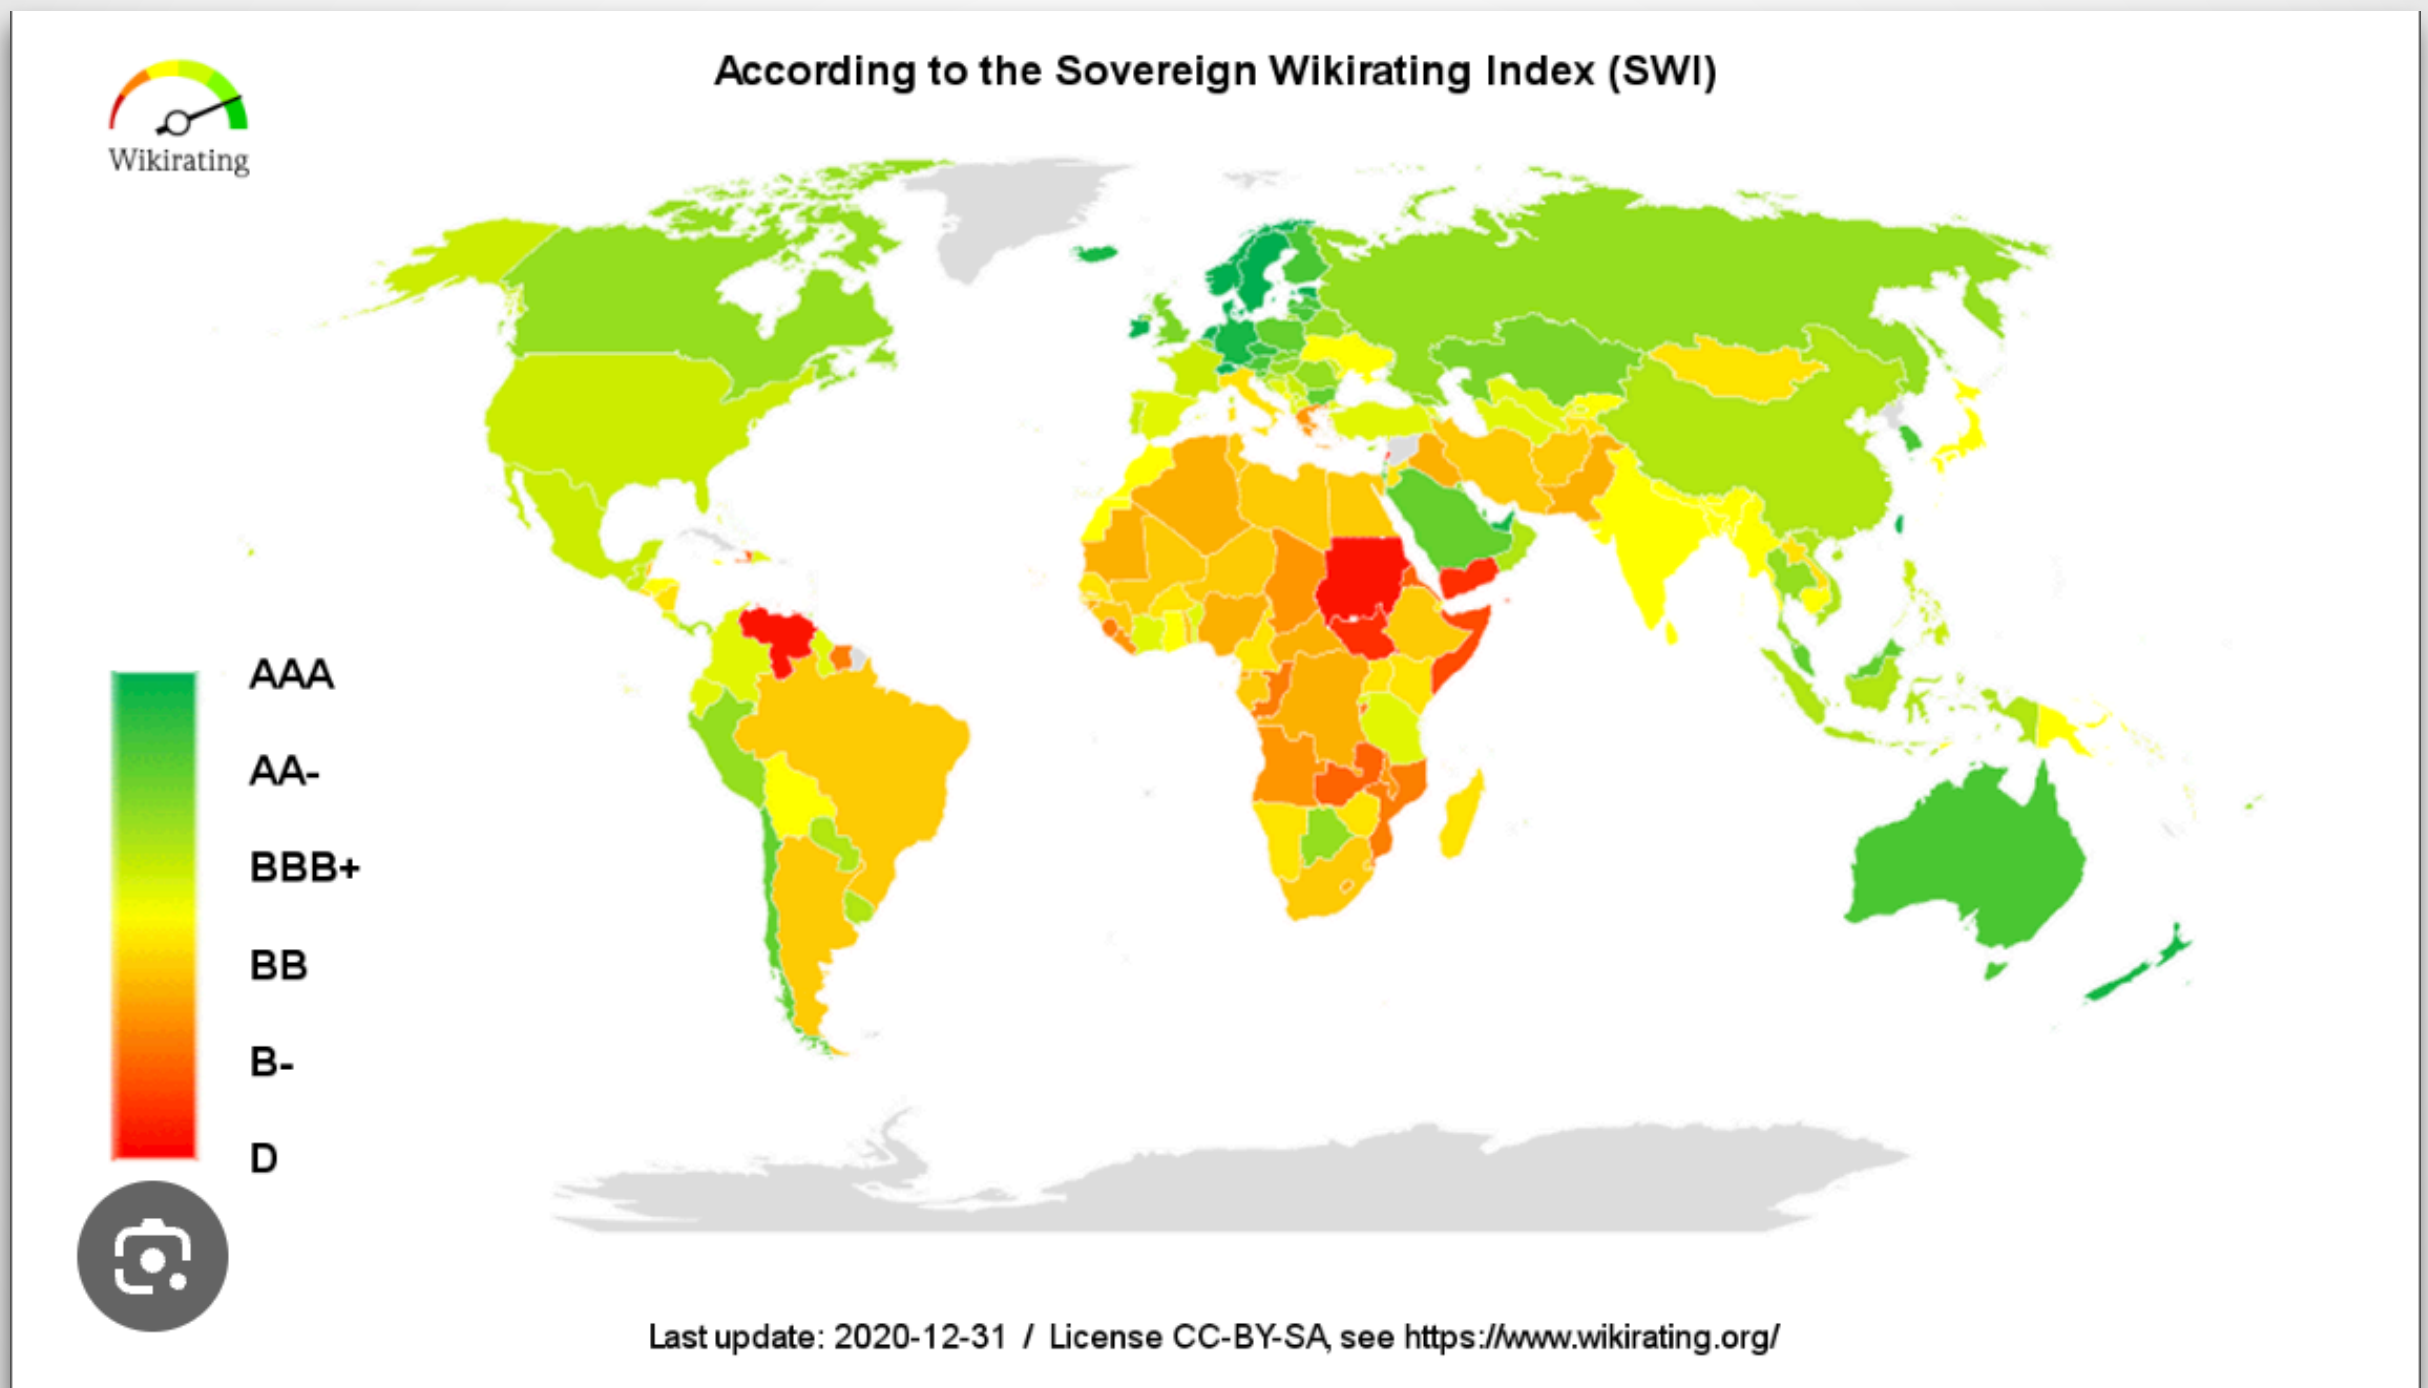 According to the Sovereign Wikirating Index (SWI)
Wikirating
AAA
AA-
BBB+
BB
B-
D
Last update: 2020-12-31 / License CC-BY-SA, see https://www.wikirating.org/